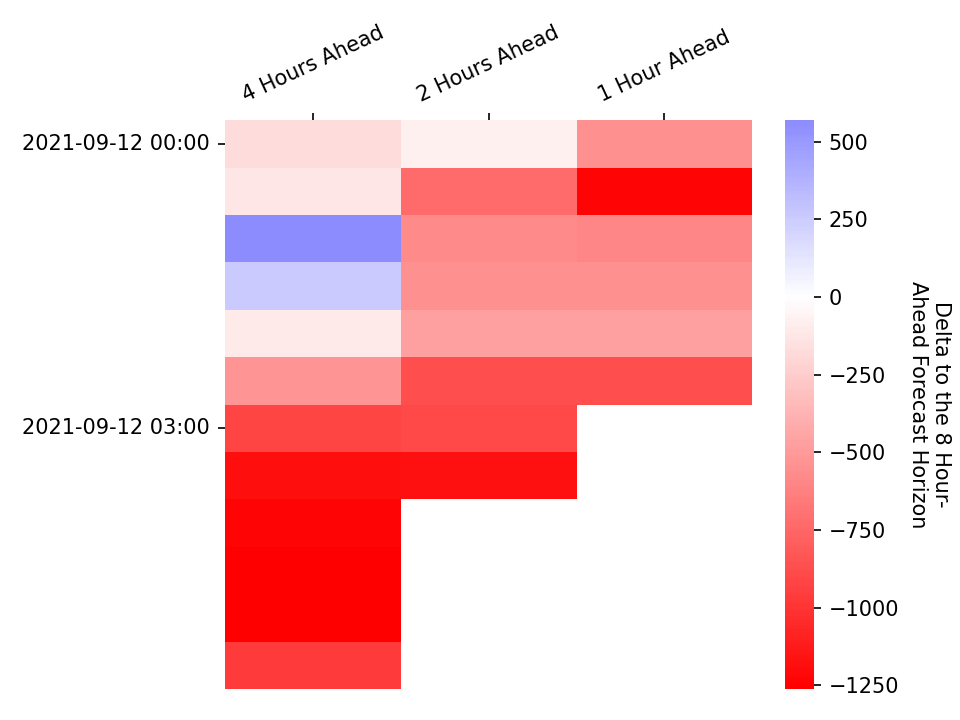 4 Hours Ahead
2 Hours Ahead
1 Hour Ahead
2021-09-12 00:00
2021-09-12 03:00
500
250
0
−250
−500
−750
−1000
−1250
Delta to the 8 Hour-
Ahead Forecast Horizon